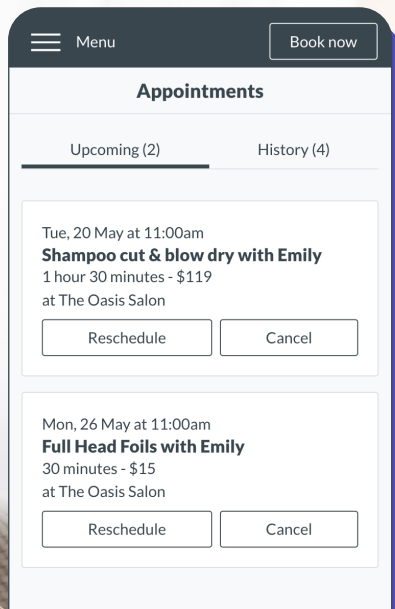 Menu
Book now
Appointments
Upcoming (2)
History (4)
Tue, 20 May at 11:00am
Shampoo cut & blow dry with Emily
1 hour 30 minutes - $119
at The Oasis Salon
Reschedule
Cancel
Mon, 26 May at 11:00am
Full Head Foils with Emily
30 minutes - $15
at The Oasis Salon
Reschedule
Cancel